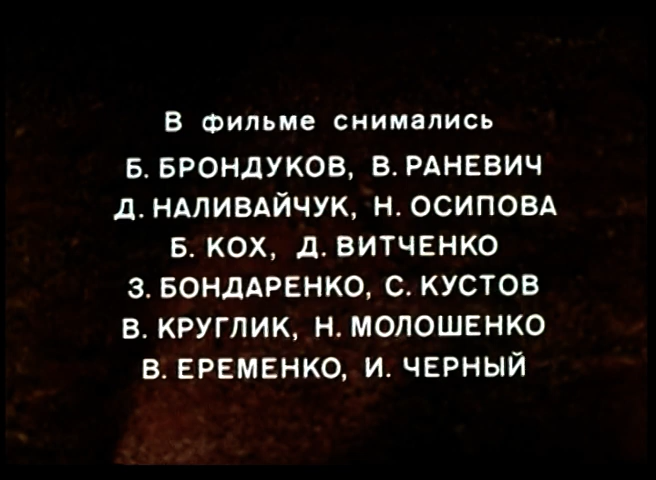 В фильме снимались
Б. БРОНДУКОВ, В. РАНЕВИЧ
Д. НАЛИВАЙЧУК, Н. ОСИПОВА
Б. КОХ, Д. ВИТЧЕНКО
З. БОНДАРЕНКО, С. КУСТОВ
В. КРУГЛИК, Н. МОЛОШЕНКО
В. ЕРЕМЕНКО, И. ЧЕРНЫЙ